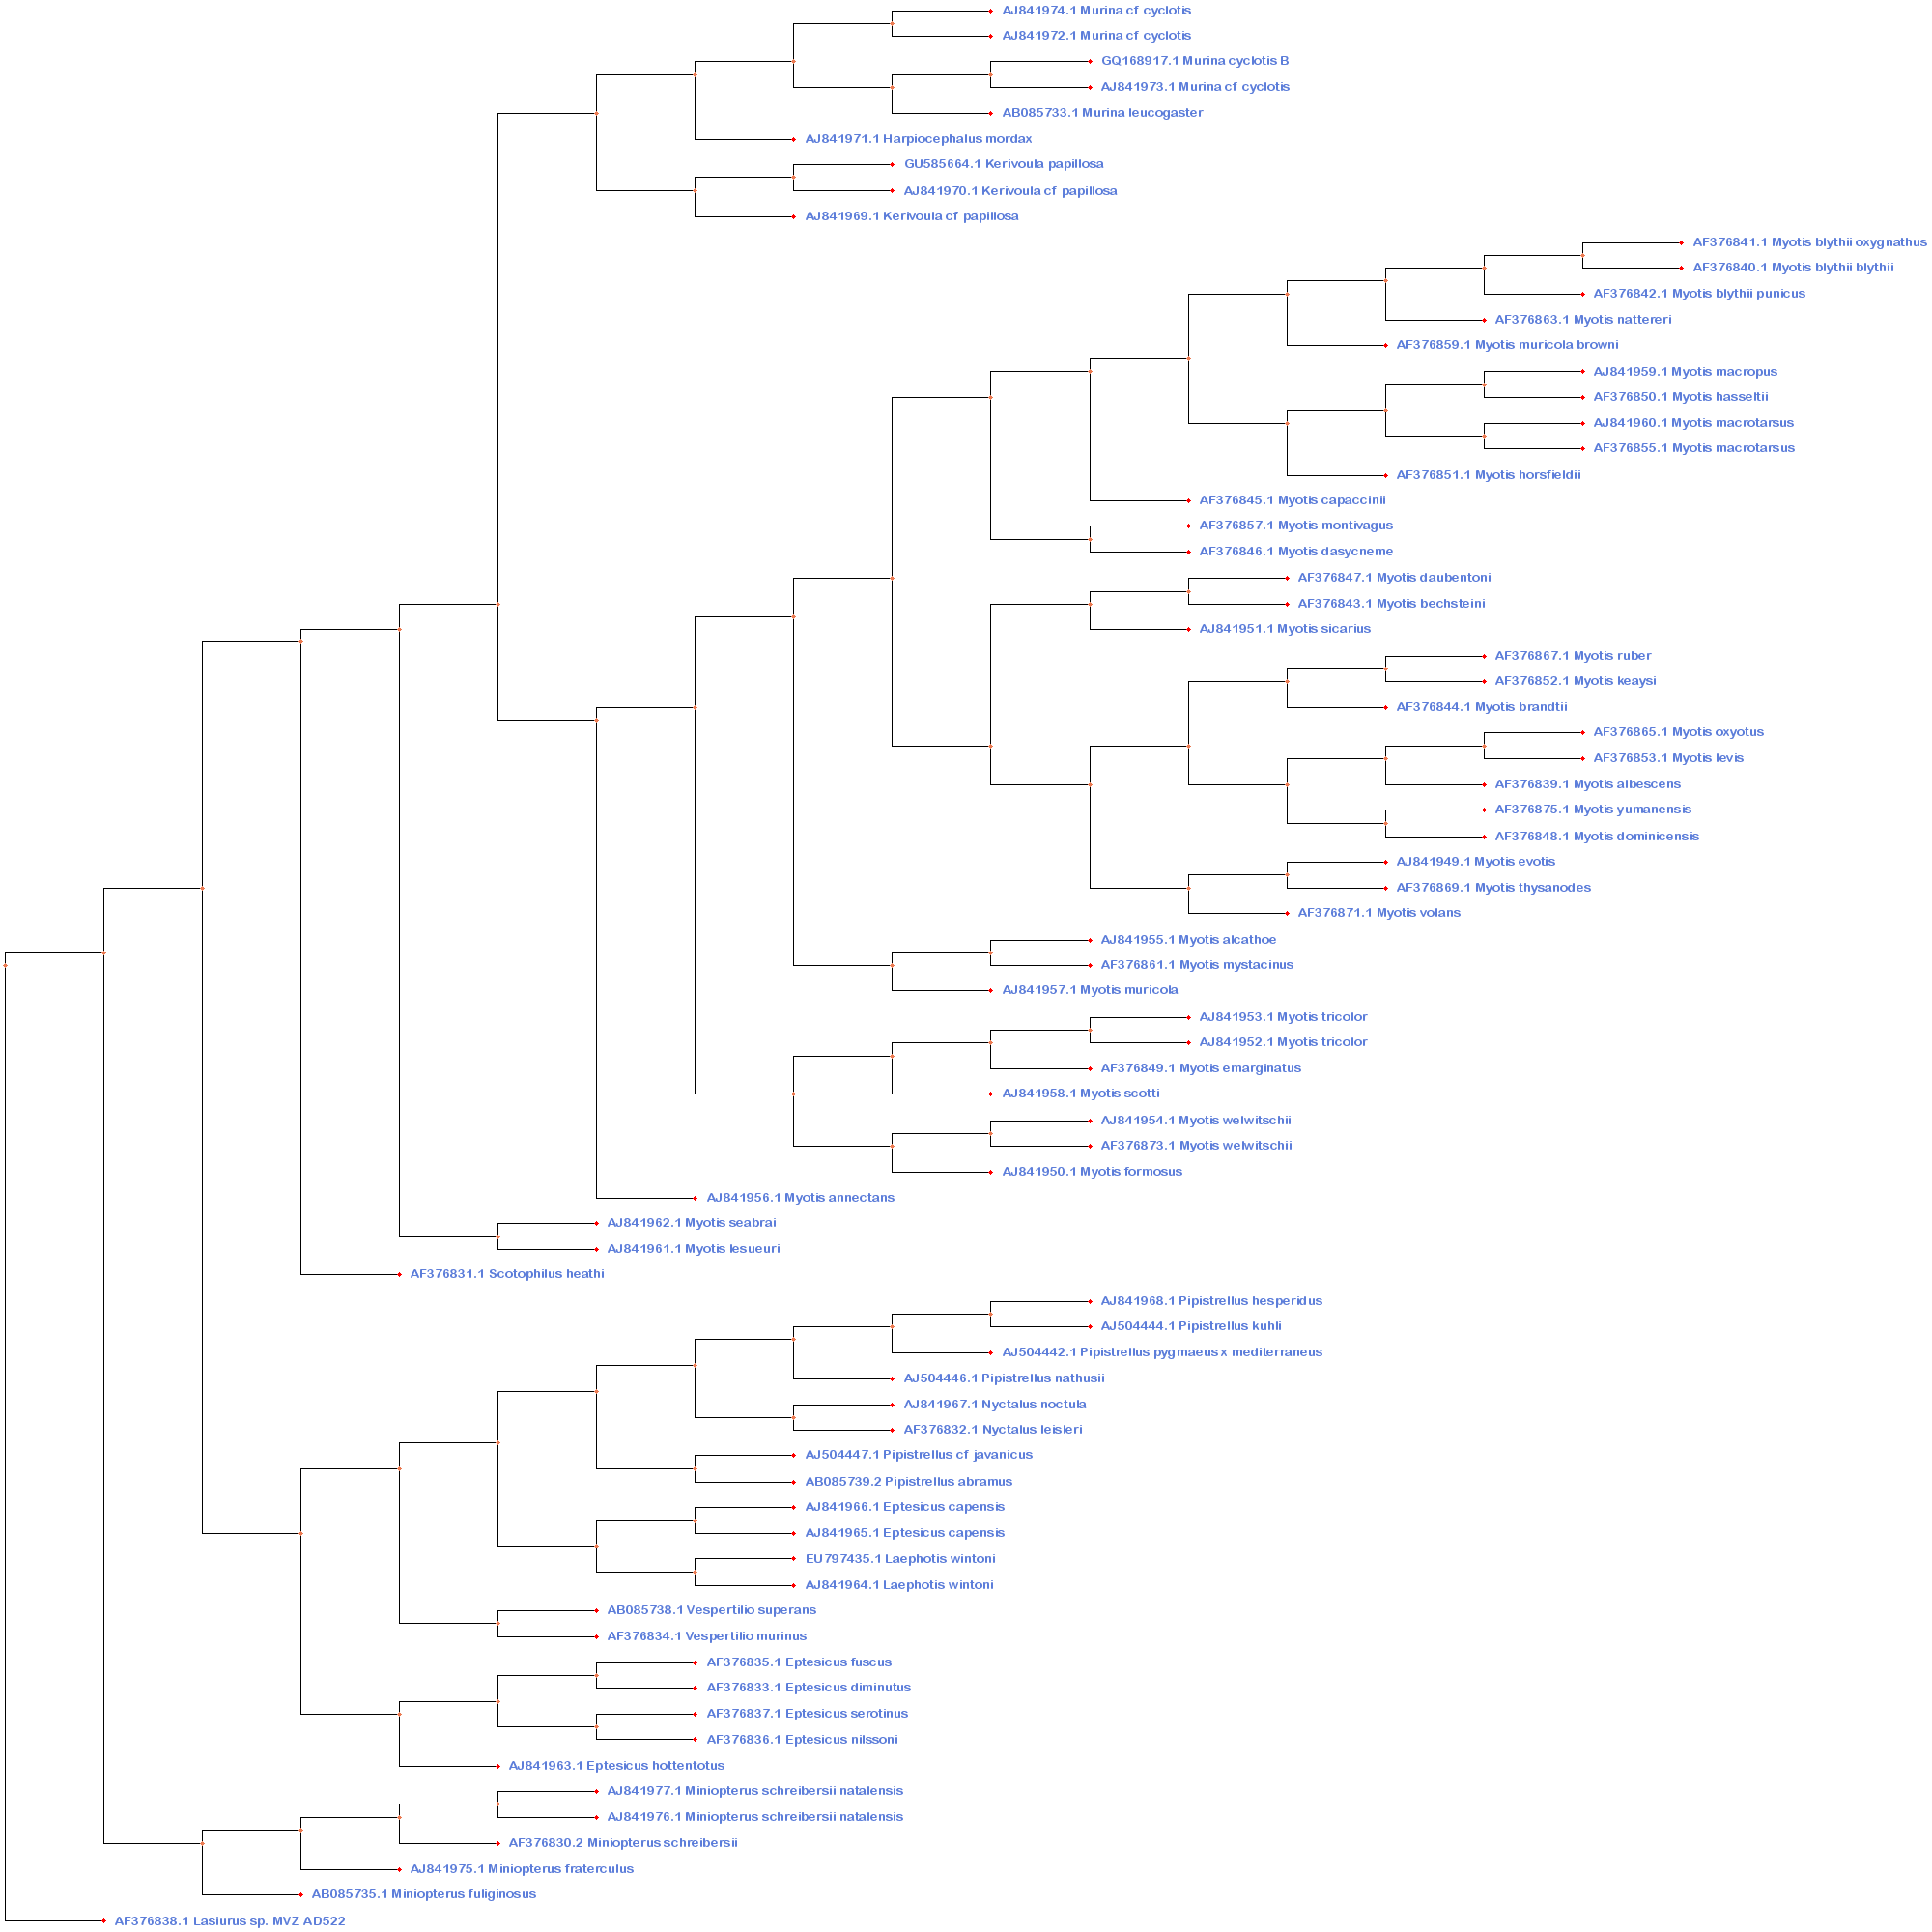 AJ841974.1 Murina cf cyclotis
AJ841972.1 Murina cf cyclotis
GQ168917.1 Murina cyclotis B
AJ841973.1 Murina cf cyclotis
AB085733.1 Murina leucogaster
AJ841971.1 Harpiocephalus mordax
GU585664.1 Kerivoula papillosa
AJ841970.1 Kerivoula cf papillosa
AJ841969.1 Kerivoula cf papillosa
AF376841.1 Myotis blythii oxygnathus
AF376840.1 Myotis blythii blythii
AF376842.1 Myotis blythii punicus
AF376863.1 Myotis nattereri
AF376859.1 Myotis muricola browni
AJ841959.1 Myotis macropus
AF376850.1 Myotis hasseltii
AJ841960.1 Myotis macrotarsus
AF376855.1 Myotis macrotarsus
AF376851.1 Myotis horsfieldii
AF376845.1 Myotis capaccinii
AF376857.1 Myotis montivagus
AF376846.1 Myotis dasycneme
AF376847.1 Myotis daubentoni
AF376843.1 Myotis bechsteini
AJ841951.1 Myotis sicarius
AF376867.1 Myotis ruber
AF376852.1 Myotis keaysi
AF376844.1 Myotis brandtii
AF376865.1 Myotis oxyotus
AF376853.1 Myotis levis
AF376839.1 Myotis albescens
AF376875.1 Myotis yumanensis
AF376848.1 Myotis dominicensis
AJ841949.1 Myotis evotis
AF376869.1 Myotis thysanodes
AF376871.1 Myotis volans
AJ841955.1 Myotis alcathoe
AF376861.1 Myotis mystacinus
AJ841957.1 Myotis muricola
AJ841953.1 Myotis tricolor
AJ841952.1 Myotis tricolor
AF376849.1 Myotis emarginatus
AJ841958.1 Myotis scotti
AJ841954.1 Myotis welwitschii
AF376873.1 Myotis welwitschii
AJ841950.1 Myotis formosus
AJ841956.1 Myotis annectans
AJ841962.1 Myotis seabrai
AJ841961.1 Myotis lesueuri
AF376831.1 Scotophilus heathi
AJ841968.1 Pipistrellus hesperidus
AJ504444.1 Pipistrellus kuhli
AJ504442.1 Pipistrellus pygmaeus x mediterraneus
AJ504446.1 Pipistrellus nathusii
AJ841967.1 Nyctalus noctula
AF376832.1 Nyctalus leisleri
AJ504447.1 Pipistrellus cf javanicus
AB085739.2 Pipistrellus abramus
AJ841966.1 Eptesicus capensis
AJ841965.1 Eptesicus capensis
EU797435.1 Laephotis wintoni
AJ841964.1 Laephotis wintoni
AB085738.1 Vespertilio superans
AF376834.1 Vespertilio murinus
AF376835.1 Eptesicus fuscus
AF376833.1 Eptesicus diminutus
AF376837.1 Eptesicus serotinus
AF376836.1 Eptesicus nilssoni
AJ841963.1 Eptesicus hottentotus
AJ841977.1 Miniopterus schreibersii natalensis
AJ841976.1 Miniopterus schreibersii natalensis
AF376830.2 Miniopterus schreibersii
AJ841975.1 Miniopterus fraterculus
AB085735.1 Miniopterus fuliginosus
AF376838.1 Lasiurus sp. MVZ AD522